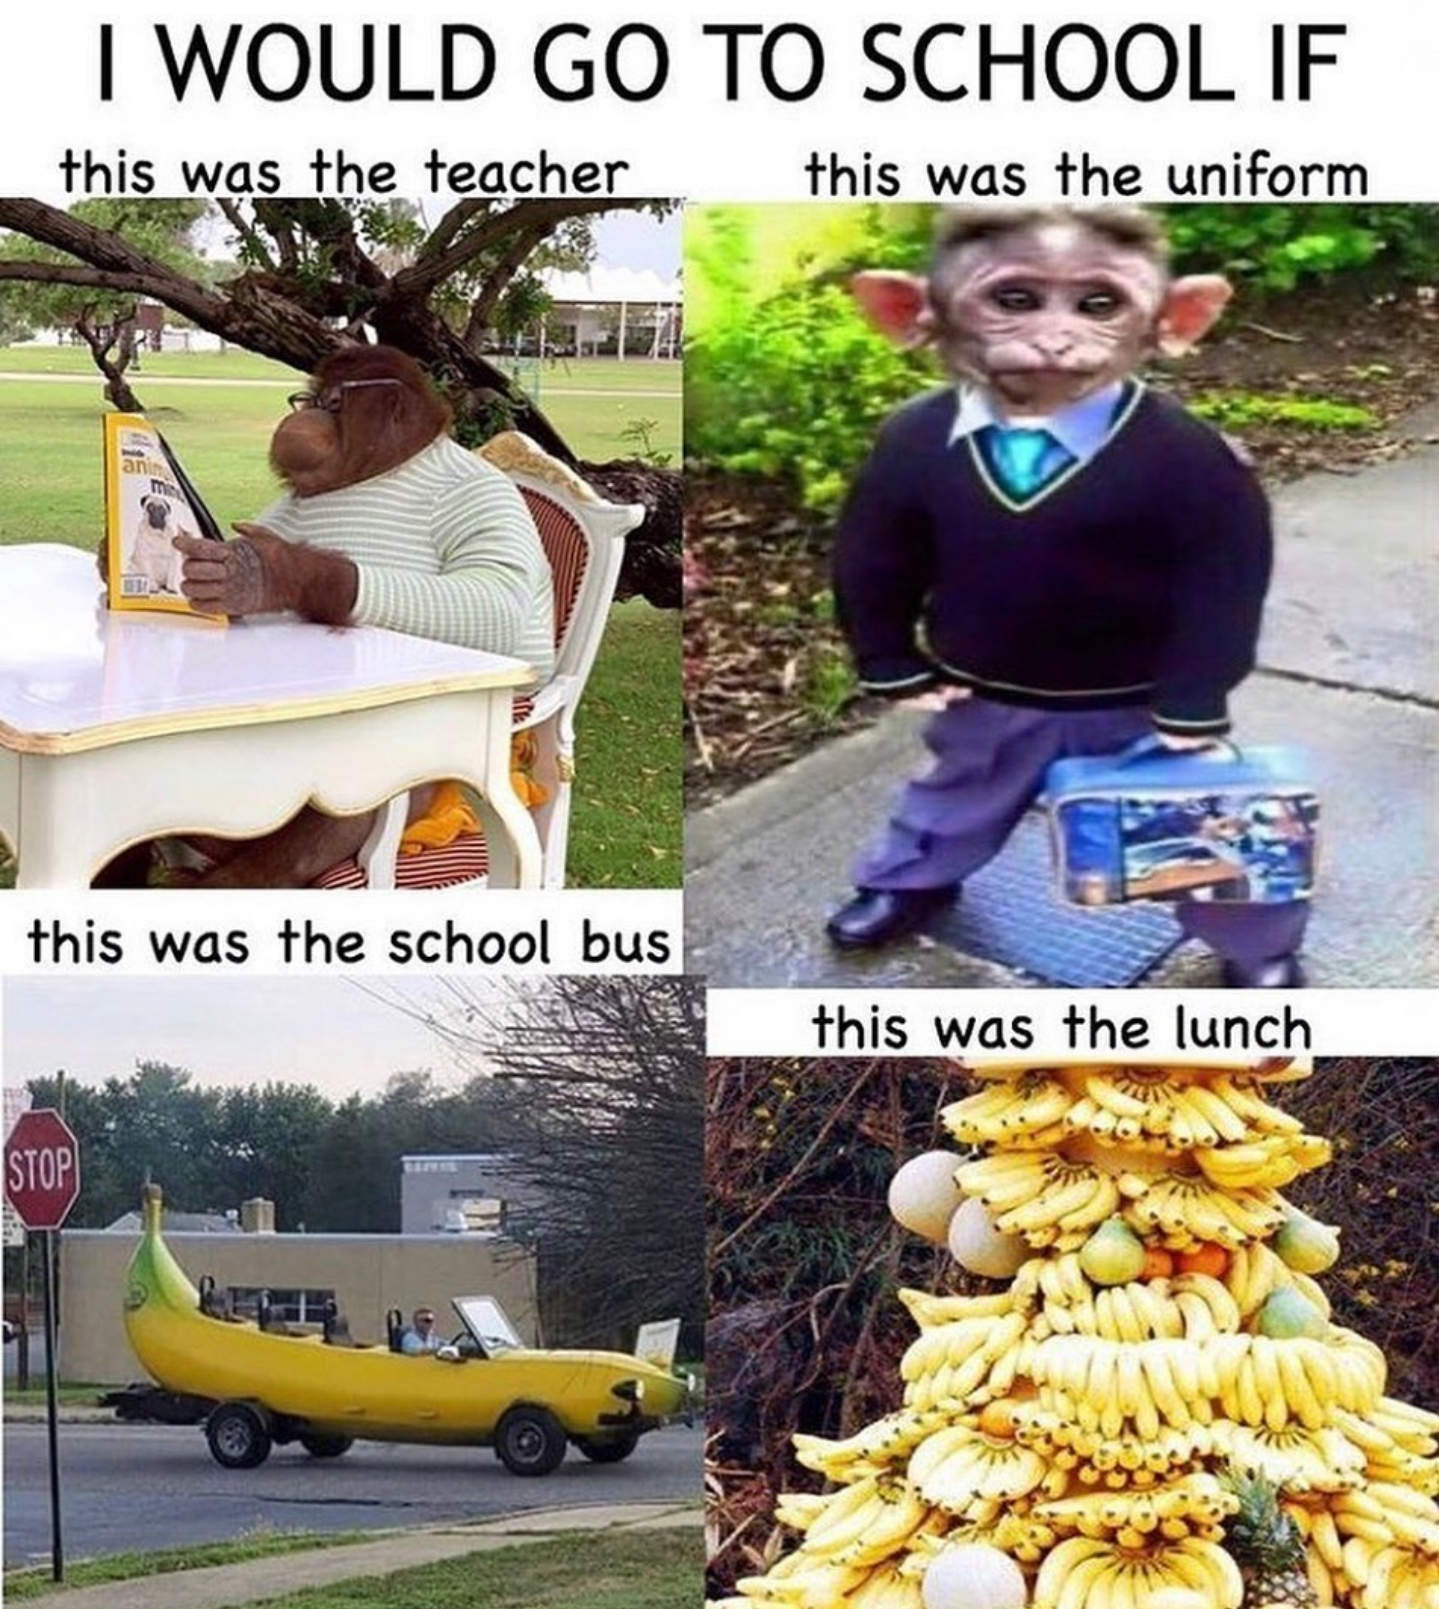 I WOULD GO TO SCHOOL IF
this was the teacher
this was the uniform
this was the school bus
this was the lunch
STOP